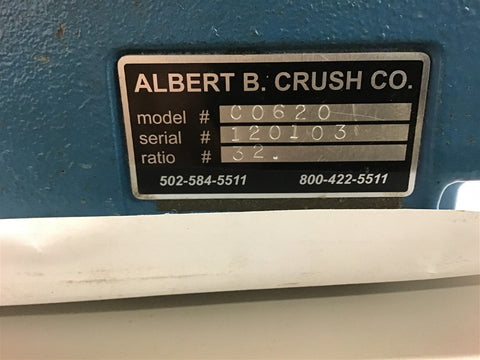 ALBERT B. CRUSH CO.
model # C0620
serial # 120103
ratio # 32.
502-584-5511 800-422-5511